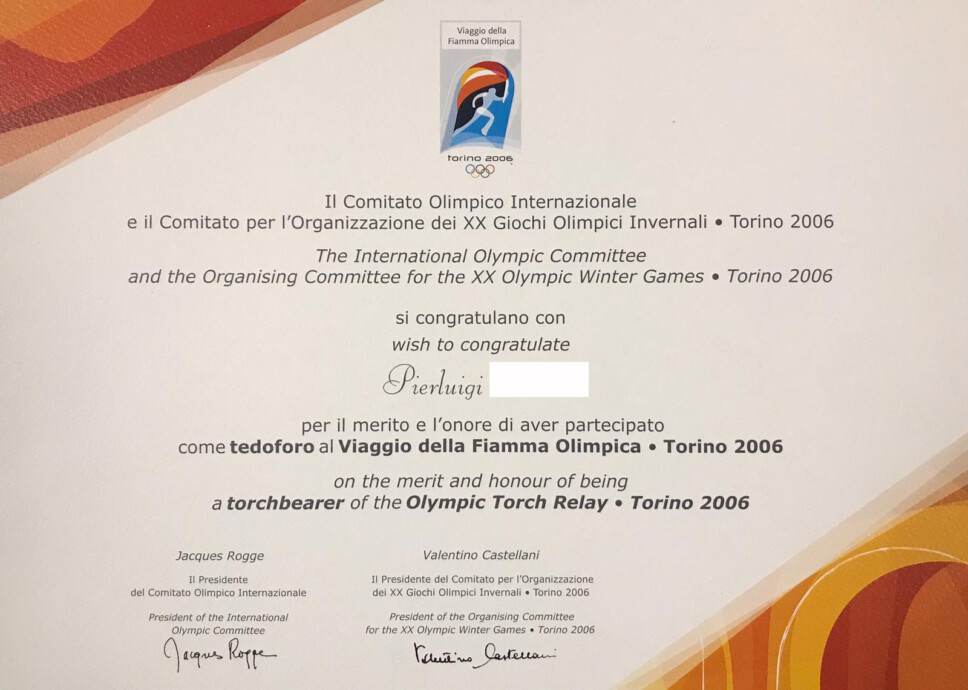 Viaggio della
Fiamma Olimpica
torino 2006
Il Comitato Olimpico Internazionale
e il Comitato per l'Organizzazione dei XX Giochi Olimpici Invernali • Torino 2006
The International Olympic Committee
and the Organising Committee for the XX Olympic Winter Games • Torino 2006
si congratulano con
wish to congratulate
Pierluigi
per il merito e l'onore di aver partecipato
come tedoforo al Viaggio della Fiamma Olimpica • Torino 2006
on the merit and honour of being
a torchbearer of the Olympic Torch Relay • Torino 2006
Jacques Rogge
Il Presidente
del Comitato Olimpico Internazionale
President of the International
Olympic Committee
Jacques Rogge
Valentino Castellani
Il Presidente del Comitato per l'Organizzazione
dei XX Giochi Olimpici Invernali • Torino 2006
President of the Organising Committee
for the XX Olympic Winter Games • Torino 2006
Valentino Castellani